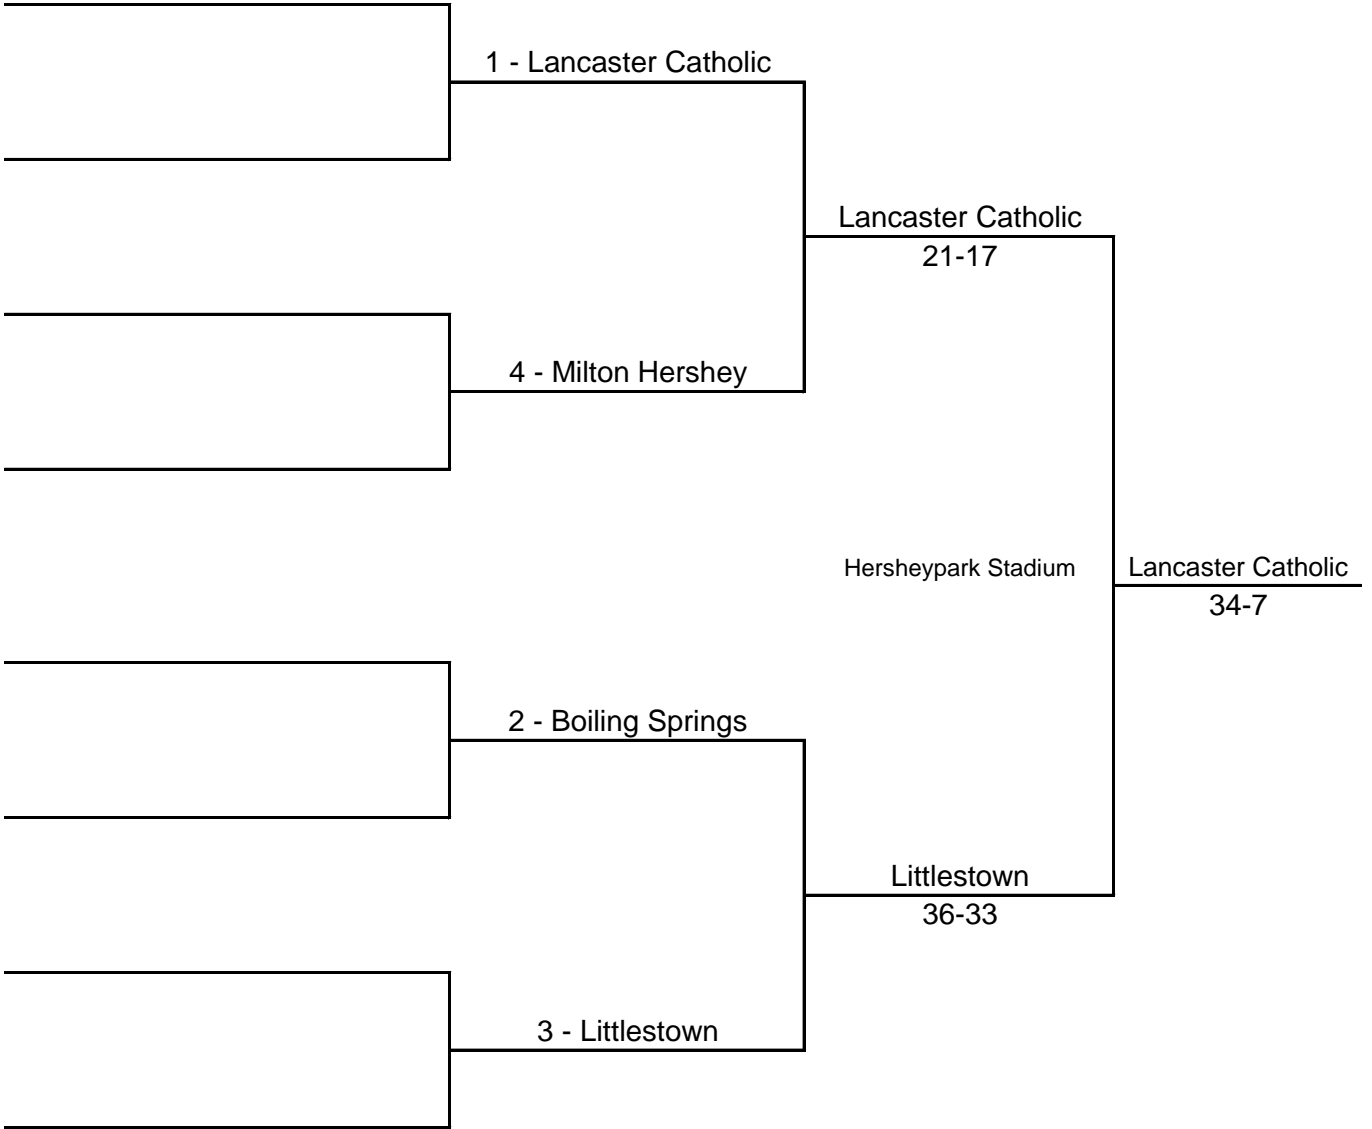 1 - Lancaster Catholic
Lancaster Catholic
21-17
4 - Milton Hershey
Hersheypark Stadium
Lancaster Catholic
34-7
2 - Boiling Springs
Littlestown
36-33
3 - Littlestown